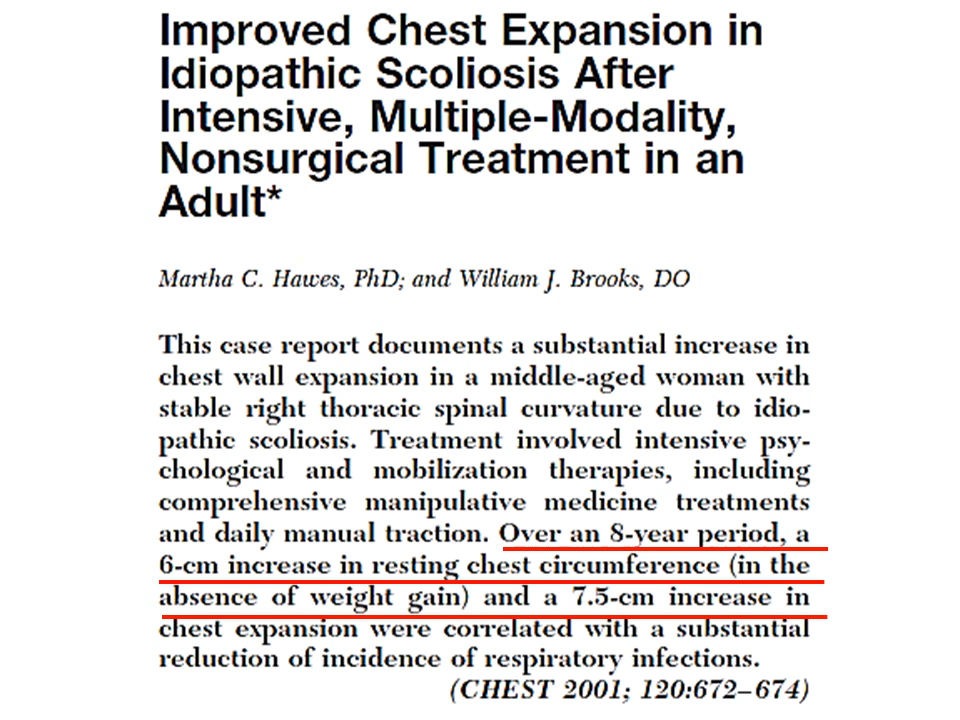 Improved Chest Expansion in
Idiopathic Scoliosis After
Intensive, Multiple-Modality,
Nonsurgical Treatment in an
Adult*
Martha C. Hawes, PhD; and William J. Brooks, DO
This case report documents a substantial increase in
chest wall expansion in a middle-aged woman with
stable right thoracic spinal curvature due to idio-
pathic scoliosis. Treatment involved intensive psy-
chological and mobilization therapies, including
comprehensive manipulative medicine treatments
and daily manual traction. Over an 8-year period, a
6-cm increase in resting chest circumference (in the
absence of weight gain) and a 7.5-cm increase in
chest expansion were correlated with a substantial
reduction of incidence of respiratory infections.
(CHEST 2001; 120:672–674)